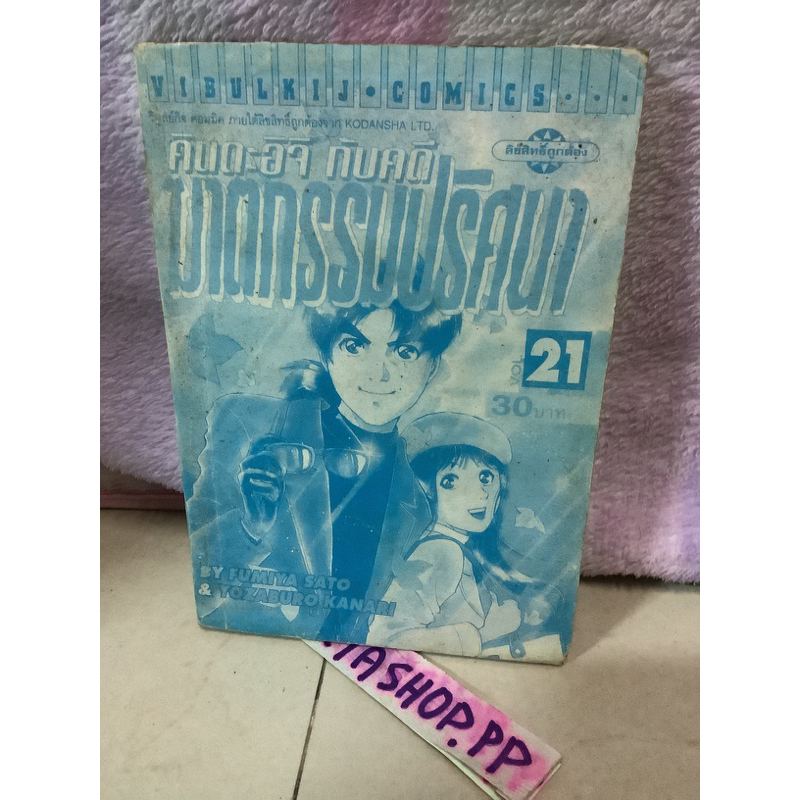 VIBULKIJ•COMICS•••
วิบูลย์กิจ คอมมิค ภายใต้ลิขสิทธิ์ถูกต้องจาก KODANSHA LTD.
ลิขสิทธิ์ถูกต้อง
คินดะอิจิ กับคดี
ฆาตกรรมปริศนา
VOL. 21
30 บาท
BY FUMIYA SATO
& YOZABURO KANARI
YASHOP.PP